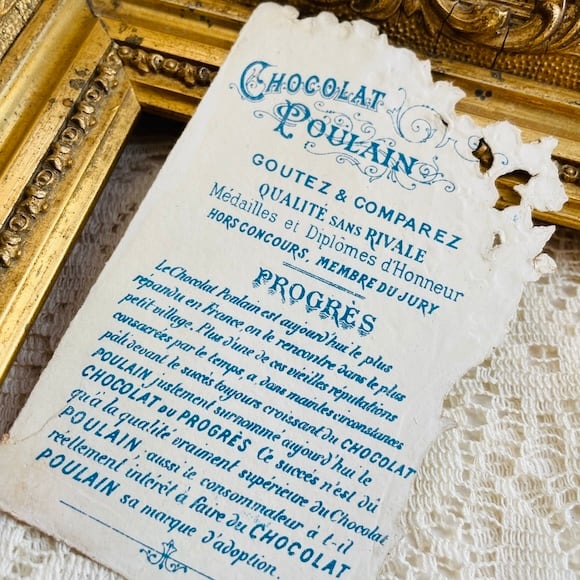 CHOCOLAT
POULAIN
GOUTEZ & COMPAREZ
QUALITÉ SANS RIVALE
Médailles et Diplômes d'Honneur
HORS CONCOURS, MEMBRE DU JURY
PROGRÈS
Le Chocolat Poulain est aujourd'hui le plus
répandu en France on le rencontre dans le plus
petit village. Plus d'une de ces vieilles réputations
consacrées par le temps, a, dans maintes circonstances
pâli devant le succès toujours croissant du CHOCOLAT
POULAIN justement surnommé aujourd'hui le
CHOCOLAT DU PROGRÈS Ce succès n'est dû
qu'à la qualité vraiment supérieure du Chocolat
POULAIN, aussi le consommateur a-t-il
réellement intérêt à faire du CHOCOLAT
POULAIN sa marque d'adoption.